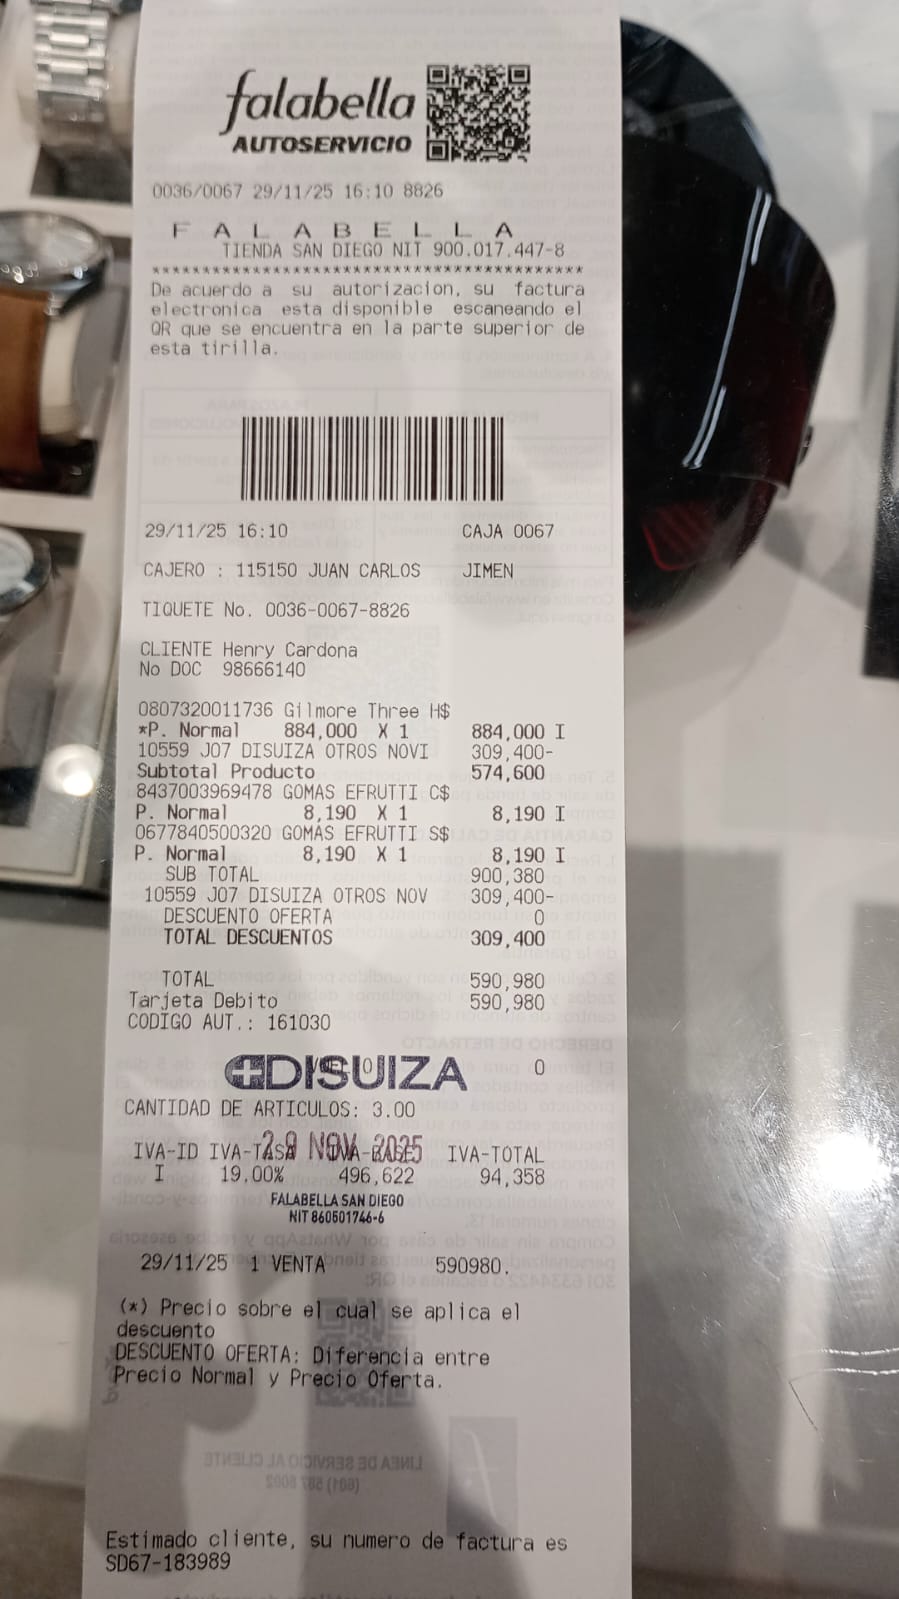 falabella
AUTOSERVICIO
0036/0067 29/11/25 16:10 8826
F A L A B E L L A
TIENDA SAN DIEGO NIT 900.017.447-8
******************************************
De acuerdo a su autorizacion, su factura
electronica esta disponible escaneando el
QR que se encuentra en la parte superior de
esta tirilla.
29/11/25 16:10 CAJA 0067
CAJERO : 115150 JUAN CARLOS JIMEN
TIQUETE No. 0036-0067-8826
CLIENTE Henry Cardona
No DOC 98666140
0807320011736 Gilmore Three H$
*P. Normal 884,000 X 1 884,000 I
10559 J07 DISUIZA OTROS NOVI 309,400-
Subtotal Producto 574,600
8437003969478 GOMAS EFRUTTI C$
P. Normal 8,190 X 1 8,190 I
0677840500320 GOMAS EFRUTTI S$
P. Normal 8,190 X 1 8,190 I
SUB TOTAL 900,380
10559 J07 DISUIZA OTROS NOV 309,400-
DESCUENTO OFERTA 0
TOTAL DESCUENTOS 309,400
TOTAL 590,980
Tarjeta Debito 590,980
CODIGO AUT.: 161030
DISUIZA 0
CANTIDAD DE ARTICULOS: 3.00
29 NOV 2025
IVA-ID IVA-TASA IVA-BASE IVA-TOTAL
I 19.00% 496,622 94,358
FALABELLA SAN DIEGO
NIT 860501746-6
29/11/25 1 VENTA 590980.
(*) Precio sobre el cual se aplica el
descuento
DESCUENTO OFERTA: Diferencia entre
Precio Normal y Precio Oferta.
LINEA DE SERVICIO AL CLIENTE
Estimado cliente, su numero de factura es
SD67-183989